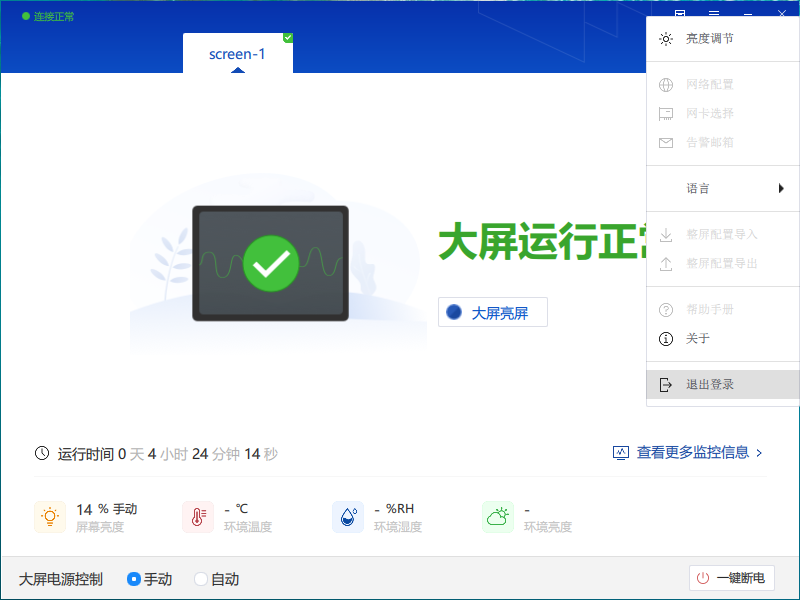 连接正常
screen-1
亮度调节
网络配置
网卡选择
告警邮箱
语言
整屏配置导入
整屏配置导出
帮助手册
关于
退出登录
大屏运行正常
大屏亮屏
运行时间 0 天 4 小时 24 分钟 14 秒
查看更多监控信息
14 % 手动
屏幕亮度
- ℃
环境温度
- %RH
环境湿度
-
环境亮度
大屏电源控制
手动
自动
一键断电